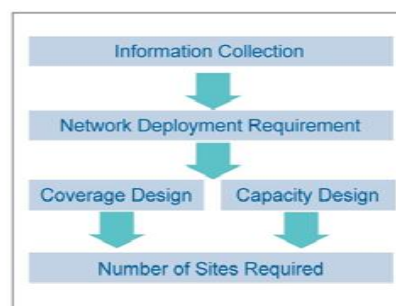 Information Collection
Network Deployment Requirement
Coverage Design
Capacity Design
Number of Sites Required